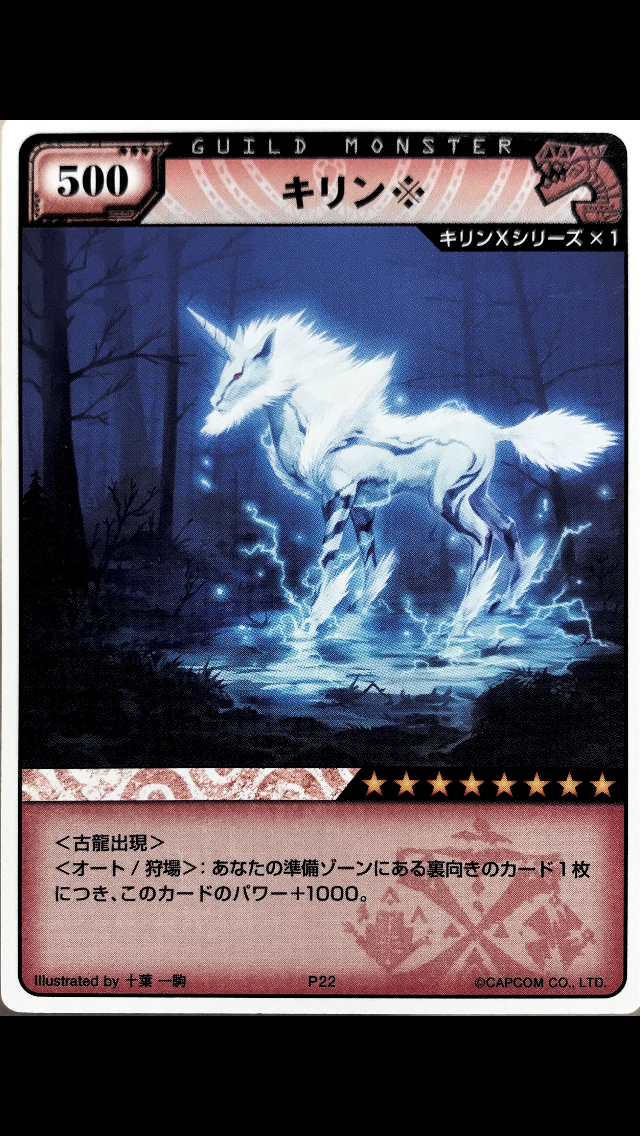 GUILD MONSTER
500
キリン※
キリンXシリーズ×1
★★★★★★★★
＜古龍出現＞
＜オート / 狩場＞：あなたの準備ゾーンにある裏向きのカード1枚
につき、このカードのパワー+1000。
Illustrated by 十葉 一駒
P22
©CAPCOM CO., LTD.